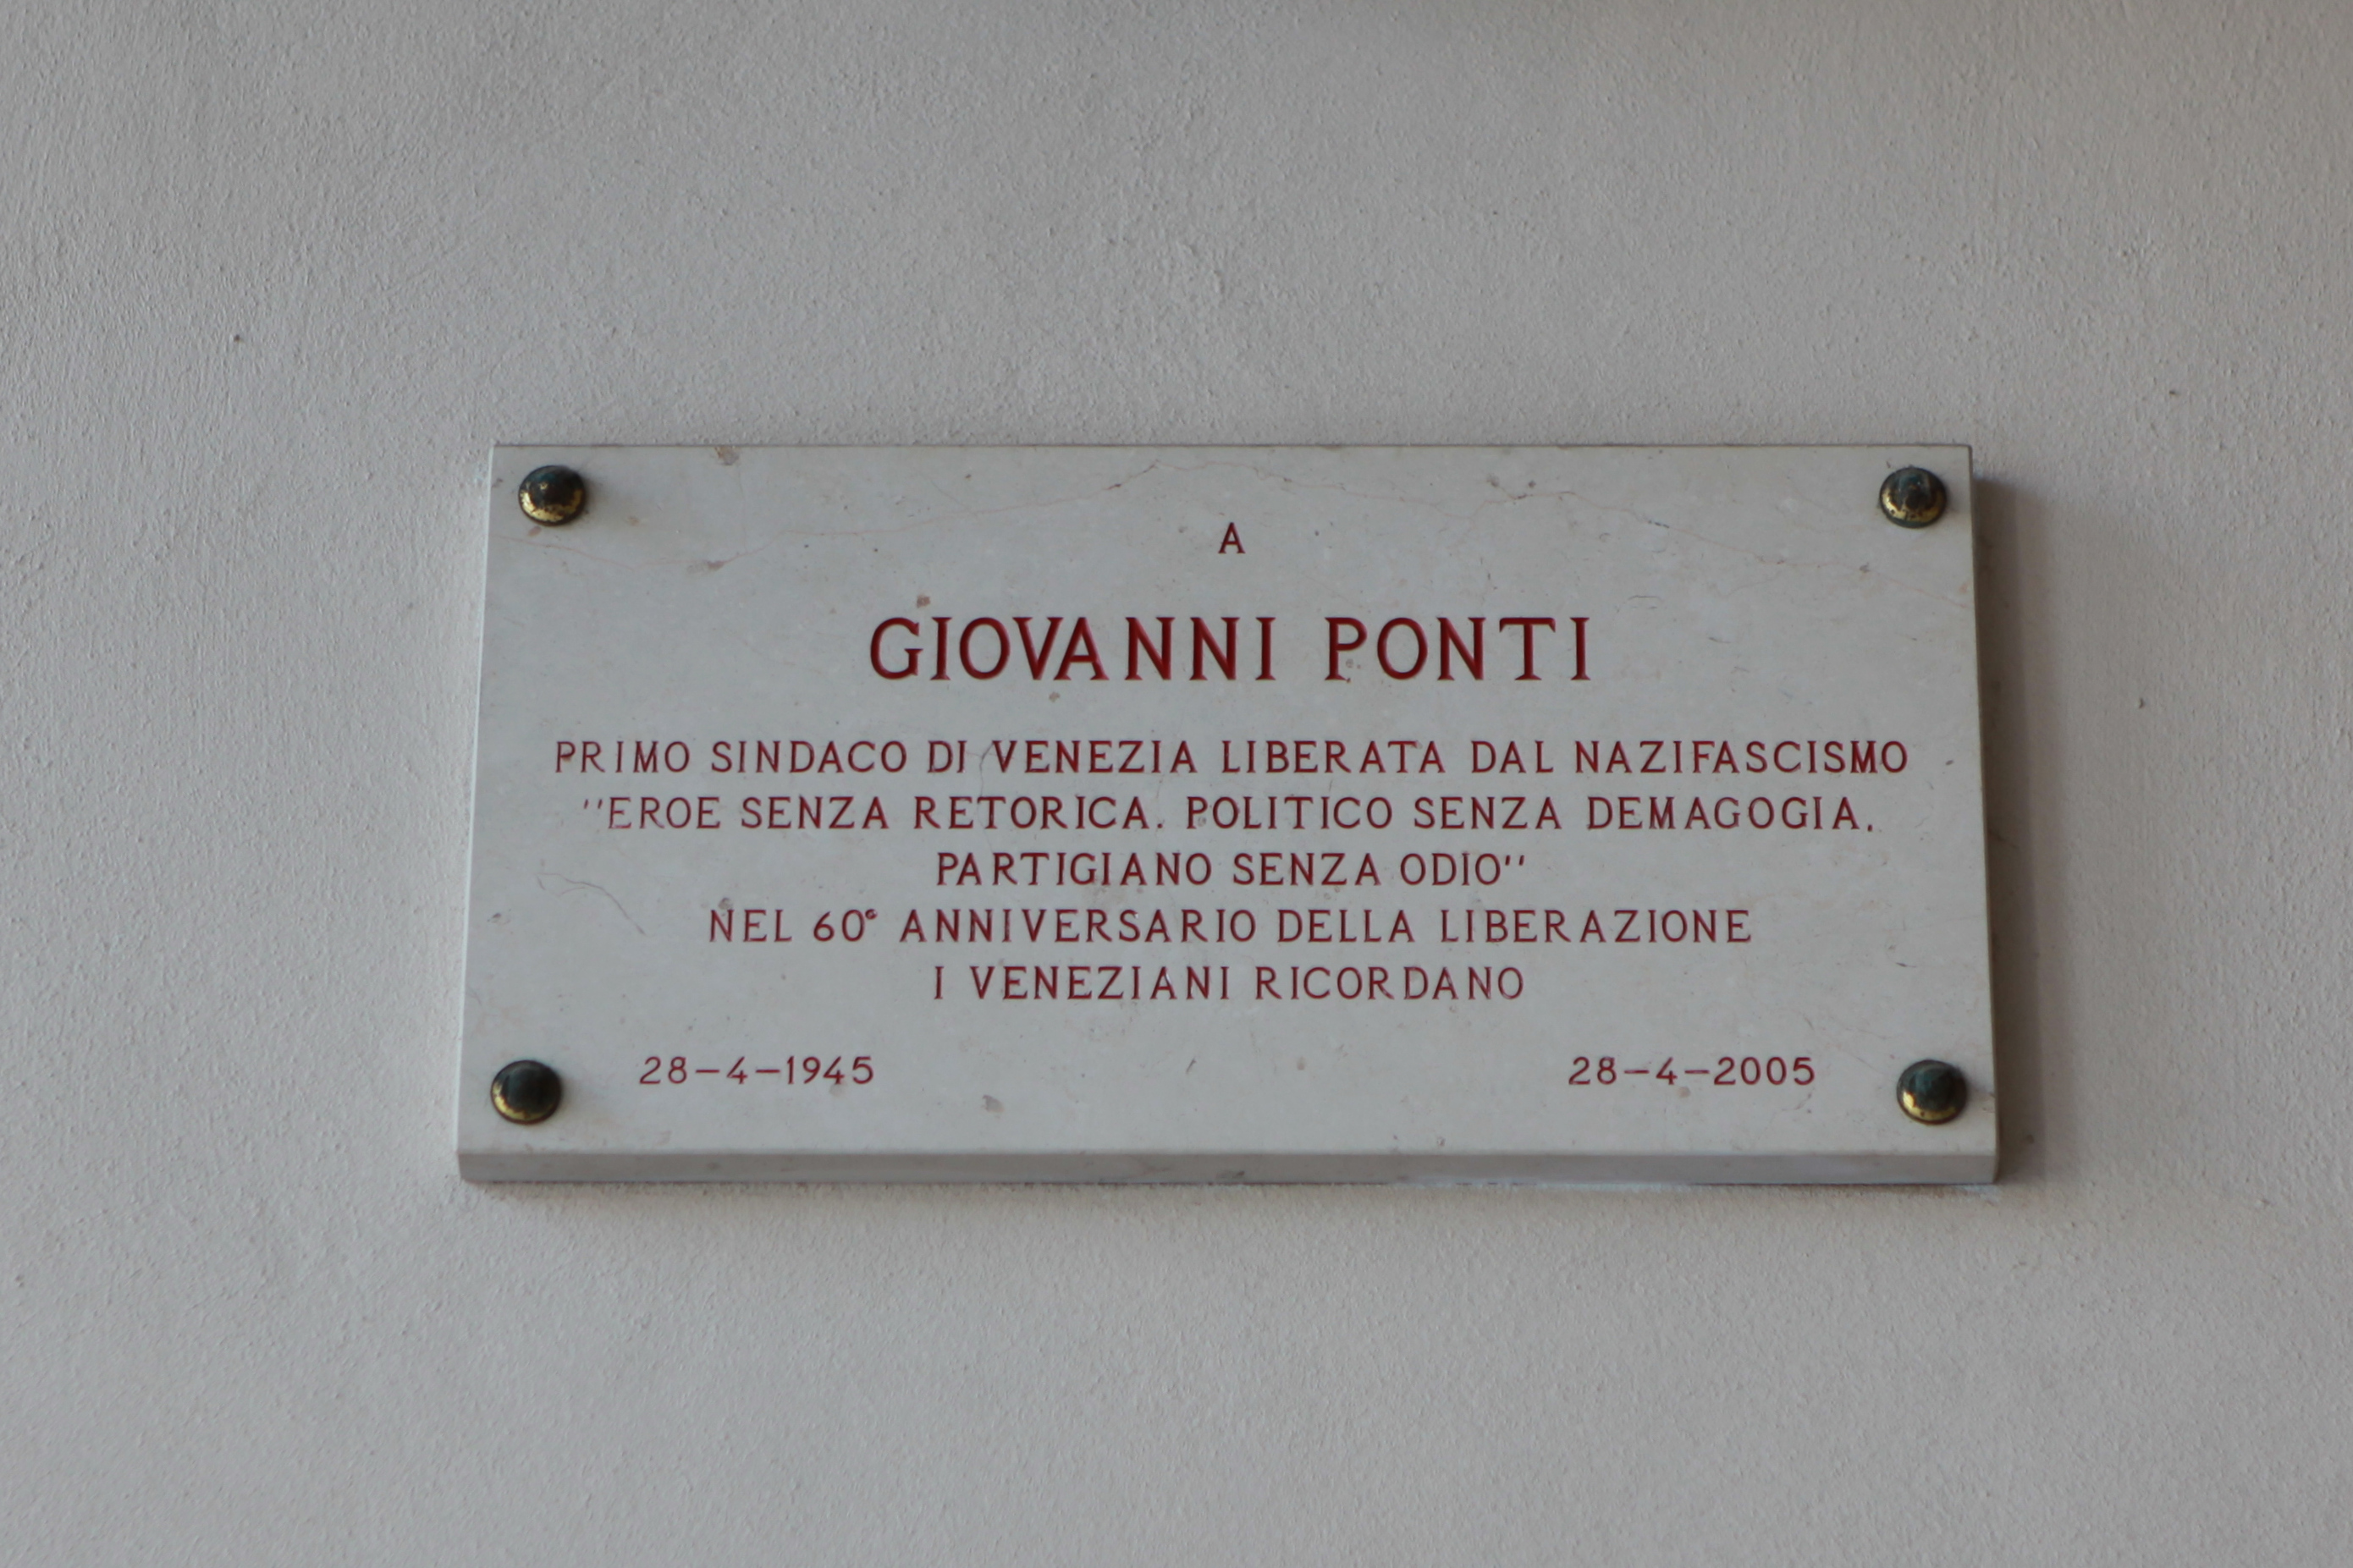 A
GIOVANNI PONTI
PRIMO SINDACO DI VENEZIA LIBERATA DAL NAZIFASCISMO
"EROE SENZA RETORICA. POLITICO SENZA DEMAGOGIA.
PARTIGIANO SENZA ODIO"
NEL 60° ANNIVERSARIO DELLA LIBERAZIONE
I VENEZIANI RICORDANO
28-4-1945 28-4-2005